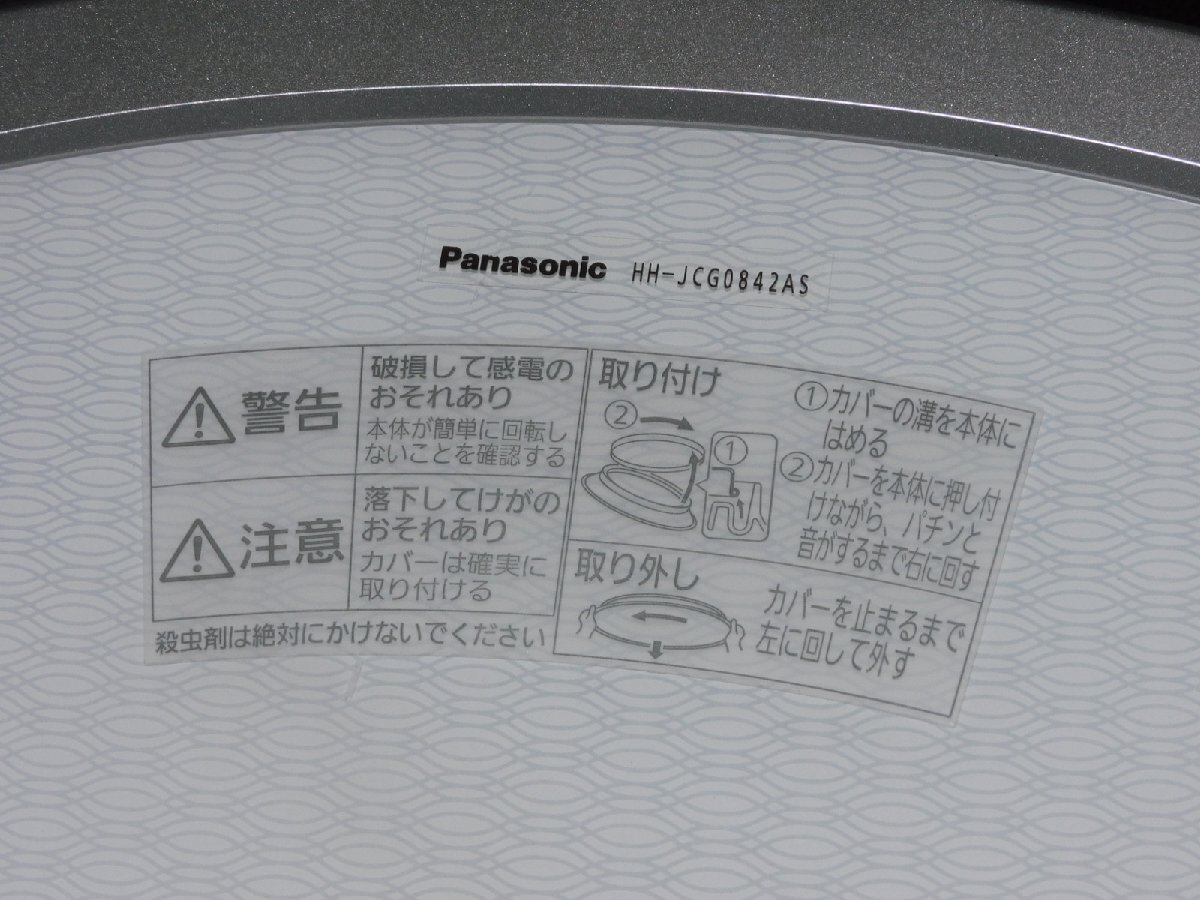 Panasonic HH-JCG0842AS
警告
破損して感電の
おそれあり
本体が簡単に回転し
ないことを確認する
注意
落下してけがの
おそれあり
カバーは確実に
取り付ける
殺虫剤は絶対にかけないでください
取り付け
②
①
①カバーの溝を本体に
はめる
②カバーを本体に押し付
けながら、パチンと
音がするまで右に回す
取り外し
カバーを止まるまで
左に回して外す